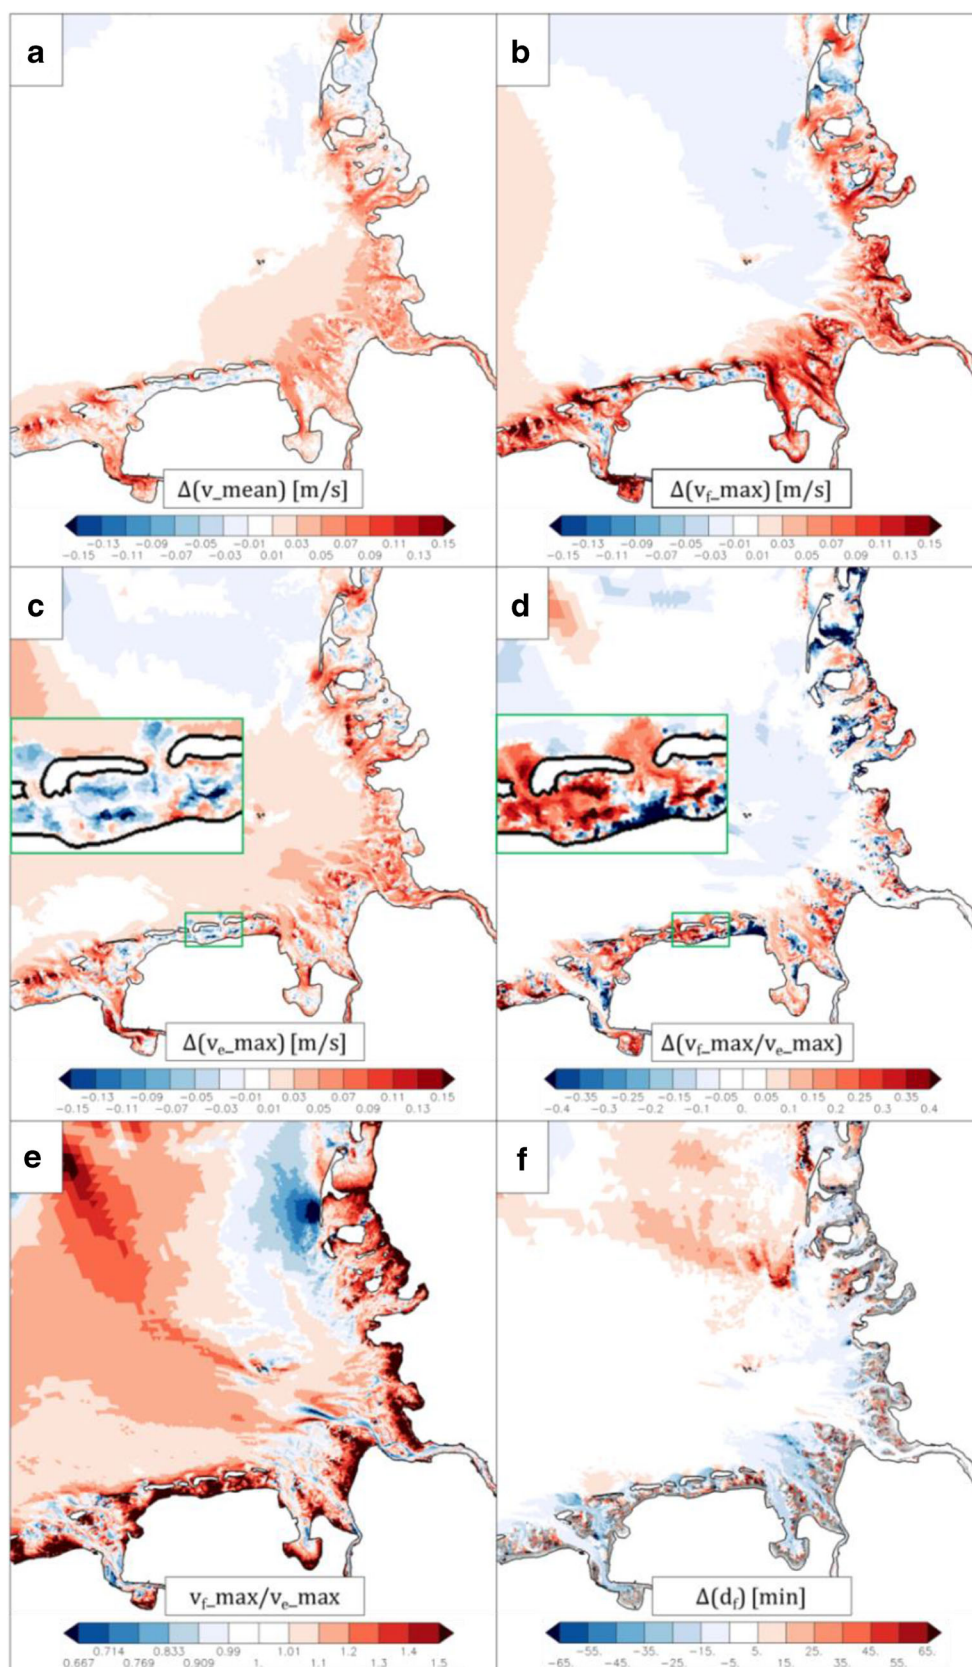 a
b
Δ(v_mean) [m/s]
Δ(v_f_max) [m/s]
−0.13 −0.09 −0.05 −0.01 0.03 0.07 0.11 0.15
−0.15 −0.11 −0.07 −0.03 0.01 0.05 0.09 0.13
−0.13 −0.09 −0.05 −0.01 0.03 0.07 0.11 0.15
−0.15 −0.11 −0.07 −0.03 0.01 0.05 0.09 0.13
c
d
Δ(v_e_max) [m/s]
Δ(v_f_max/v_e_max)
−0.13 −0.09 −0.05 −0.01 0.03 0.07 0.11 0.15
−0.15 −0.11 −0.07 −0.03 0.01 0.05 0.09 0.13
−0.35 −0.25 −0.15 −0.05 0.05 0.15 0.25 0.35
−0.4 −0.3 −0.2 −0.1 0. 0.1 0.2 0.3 0.4
e
f
v_f_max/v_e_max
Δ(d_f) [min]
0.714 0.833 0.99 1.01 1.2 1.4
0.667 0.769 0.909 1. 1.1 1.3 1.5
−55. −35. −15. 5. 25. 45. 65.
−65. −45. −25. −5. 15. 35. 55.